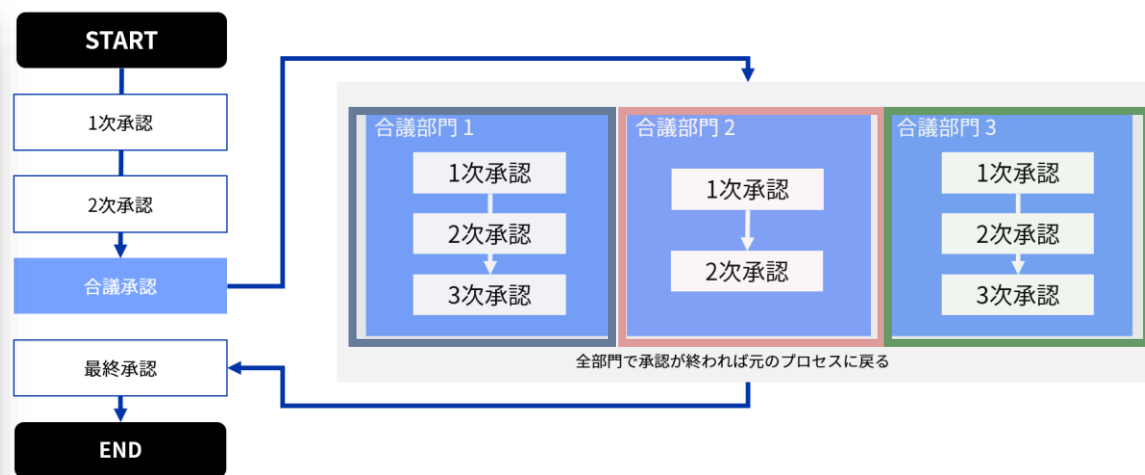 START
1次承認
2次承認
合議承認
最終承認
END
合議部門 1
1次承認
2次承認
3次承認
合議部門 2
1次承認
2次承認
合議部門 3
1次承認
2次承認
3次承認
全部門で承認が終われば元のプロセスに戻る